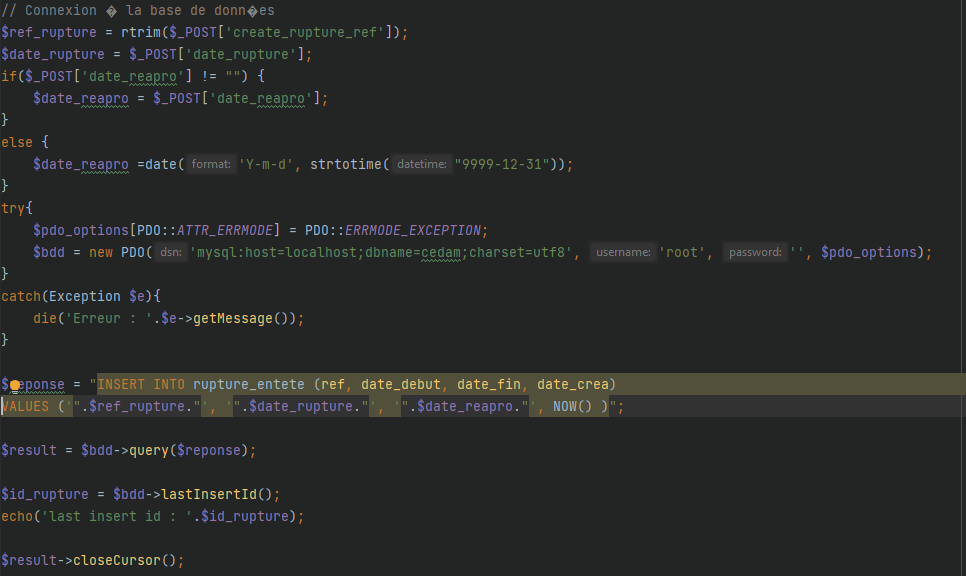 // Connexion � la base de donn�es
$ref_rupture = rtrim($_POST['create_rupture_ref']);
$date_rupture = $_POST['date_rupture'];
if($_POST['date_reapro'] != "") {
$date_reapro = $_POST['date_reapro'];
}
else {
$date_reapro =date( format: 'Y-m-d', strtotime( datetime: "9999-12-31"));
}
try{
$pdo_options[PDO::ATTR_ERRMODE] = PDO::ERRMODE_EXCEPTION;
$bdd = new PDO( dsn: 'mysql:host=localhost;dbname=cedam;charset=utf8', username: 'root', password: '', $pdo_options);
}
catch(Exception $e){
die('Erreur : '.$e->getMessage());
}
$reponse = "INSERT INTO rupture_entete (ref, date_debut, date_fin, date_crea)
VALUES ('".$ref_rupture."', '".$date_rupture."', '".$date_reapro."', NOW() )";
$result = $bdd->query($reponse);
$id_rupture = $bdd->lastInsertId();
echo('last insert id : '.$id_rupture);
$result->closeCursor();